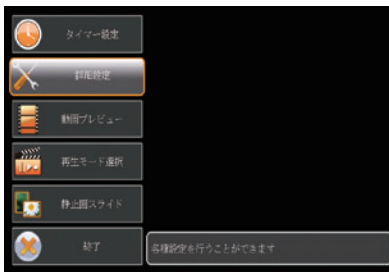 タイマー設定
詳細設定
動画プレビュー
再生モード選択
静止画スライド
終了
各種設定を行うことができます